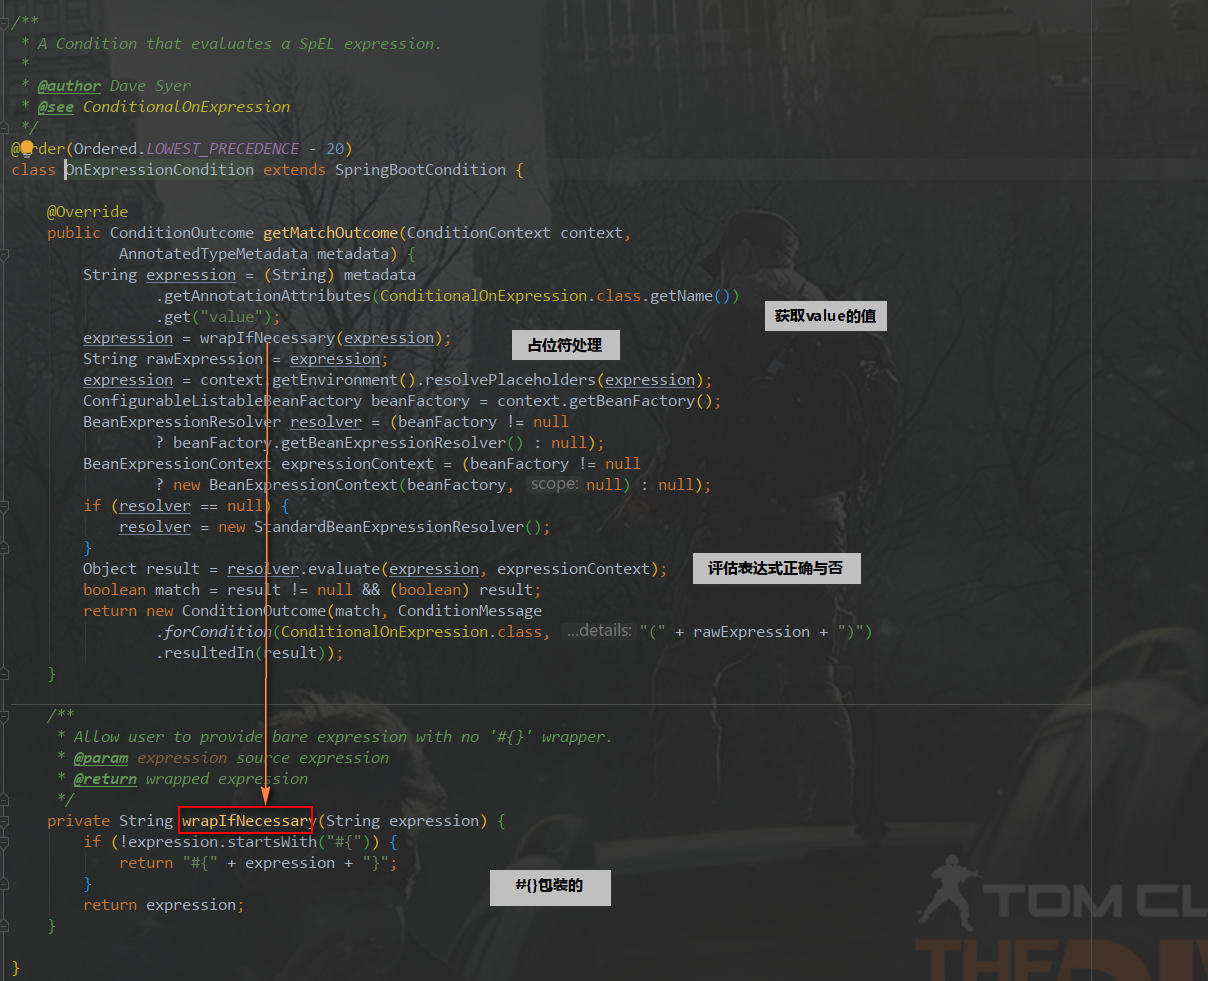 /**
 * A Condition that evaluates a SpEL expression.
 *
 * @author Dave Syer
 * @see ConditionalOnExpression
 */
@Order(Ordered.LOWEST_PRECEDENCE - 20)
class OnExpressionCondition extends SpringBootCondition {
    @Override
    public ConditionOutcome getMatchOutcome(ConditionContext context,
            AnnotatedTypeMetadata metadata) {
        String expression = (String) metadata
                .getAnnotationAttributes(ConditionalOnExpression.class.getName())
                .get("value");
获取value的值
        expression = wrapIfNecessary(expression);
占位符处理
        String rawExpression = expression;
        expression = context.getEnvironment().resolvePlaceholders(expression);
        ConfigurableListableBeanFactory beanFactory = context.getBeanFactory();
        BeanExpressionResolver resolver = (beanFactory != null
                ? beanFactory.getBeanExpressionResolver() : null);
        BeanExpressionContext expressionContext = (beanFactory != null
                ? new BeanExpressionContext(beanFactory, scope: null) : null);
        if (resolver == null) {
            resolver = new StandardBeanExpressionResolver();
        }
        Object result = resolver.evaluate(expression, expressionContext);
评估表达式正确与否
        boolean match = result != null && (boolean) result;
        return new ConditionOutcome(match, ConditionMessage
                .forCondition(ConditionalOnExpression.class, ...details: "(" + rawExpression + ")")
                .resultedIn(result));
    }
    /**
     * Allow user to provide bare expression with no '#{}' wrapper.
     * @param expression source expression
     * @return wrapped expression
     */
    private String wrapIfNecessary(String expression) {
        if (!expression.startsWith("#{")) {
            return "#{" + expression + "}";
        }
#{}包装的
        return expression;
    }
}
TOM CL
THE DIV